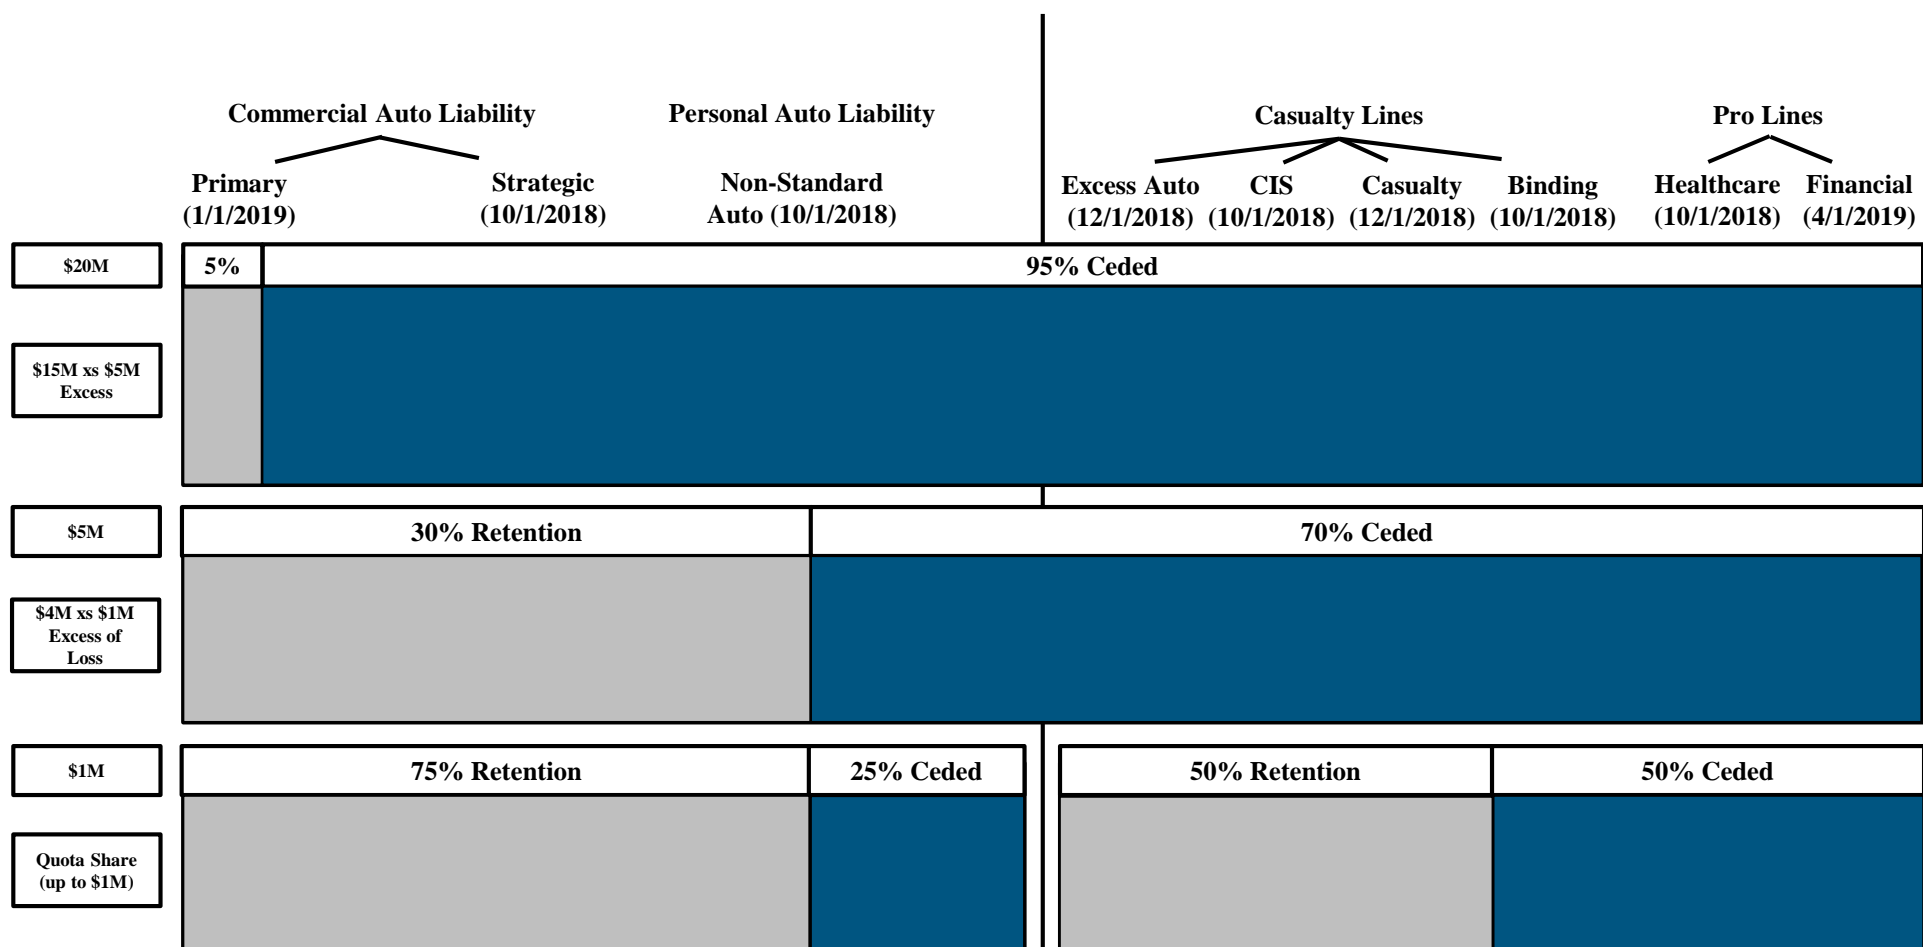 Commercial Auto Liability
Personal Auto Liability
Casualty Lines
Pro Lines
Primary
(1/1/2019)
Strategic
(10/1/2018)
Non-Standard
Auto (10/1/2018)
Excess Auto
(12/1/2018)
CIS
(10/1/2018)
Casualty
(12/1/2018)
Binding
(10/1/2018)
Healthcare
(10/1/2018)
Financial
(4/1/2019)
$20M
5%
95% Ceded
$15M xs $5M
Excess
$5M
30% Retention
70% Ceded
$4M xs $1M
Excess of
Loss
$1M
75% Retention
25% Ceded
50% Retention
50% Ceded
Quota Share
(up to $1M)